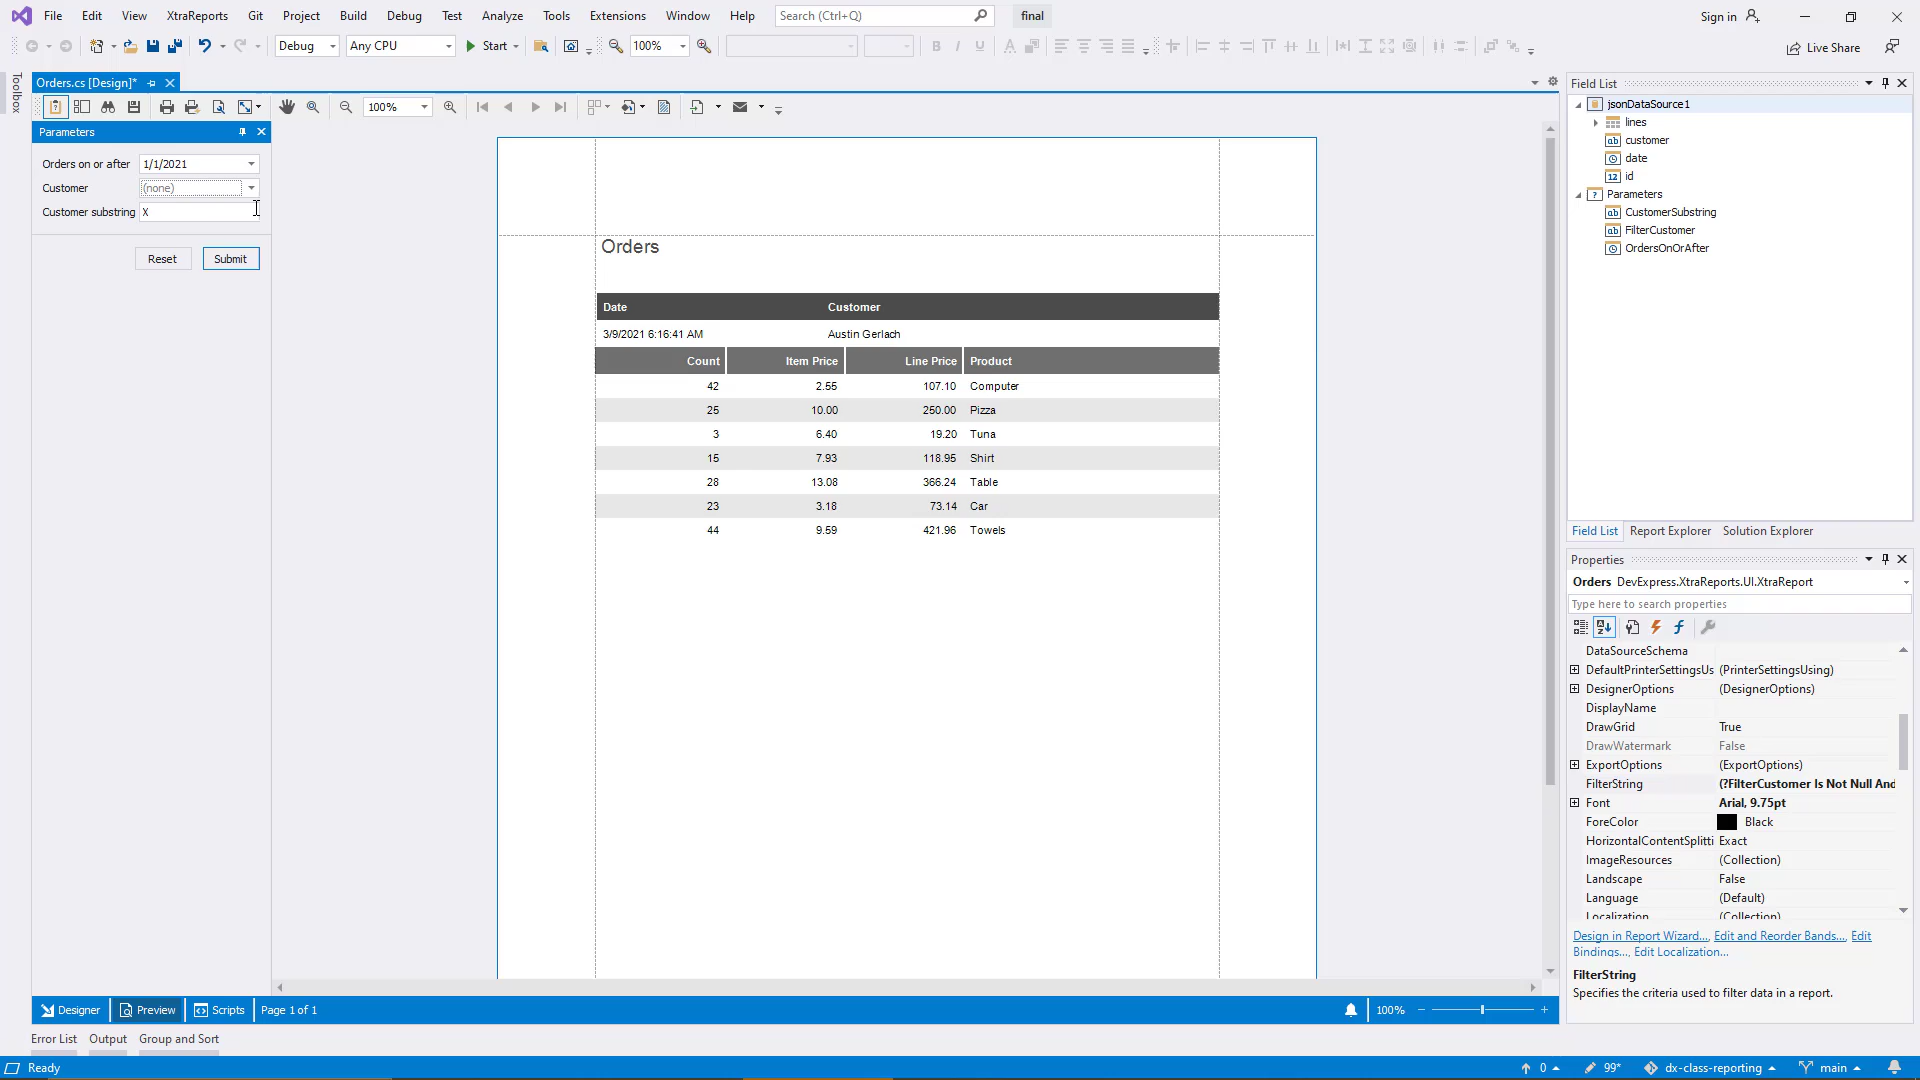 File Edit View XtraReports Git Project Build Debug Test Analyze Tools Extensions Window Help Search (Ctrl+Q) final Sign in
Debug Any CPU Start 100% B I U A Live Share
Toolbox
Orders.cs [Design]*
100%
Parameters
Orders on or after 1/1/2021
Customer (none)
Customer substring X
Reset Submit
Orders
Date Customer
3/9/2021 6:16:41 AM Austin Gerlach
Count Item Price Line Price Product
42 2.55 107.10 Computer
25 10.00 250.00 Pizza
3 6.40 19.20 Tuna
15 7.93 118.95 Shirt
28 13.08 366.24 Table
23 3.18 73.14 Car
44 9.59 421.96 Towels
Designer Preview Scripts Page 1 of 1 100%
Error List Output Group and Sort
Field List
jsonDataSource1
lines
customer
date
id
Parameters
CustomerSubstring
FilterCustomer
OrdersOnOrAfter
Field List Report Explorer Solution Explorer
Properties
Orders DevExpress.XtraReports.UI.XtraReport
Type here to search properties
DataSourceSchema
DefaultPrinterSettingsUs (PrinterSettingsUsing)
DesignerOptions (DesignerOptions)
DisplayName
DrawGrid True
DrawWatermark False
ExportOptions (ExportOptions)
FilterString (?FilterCustomer Is Not Null And
Font Arial, 9.75pt
ForeColor Black
HorizontalContentSplitti Exact
ImageResources (Collection)
Landscape False
Language (Default)
Localization (Collection)
Design in Report Wizard..., Edit and Reorder Bands..., Edit
Bindings..., Edit Localization...
FilterString
Specifies the criteria used to filter data in a report.
Ready 0 99* dx-class-reporting main